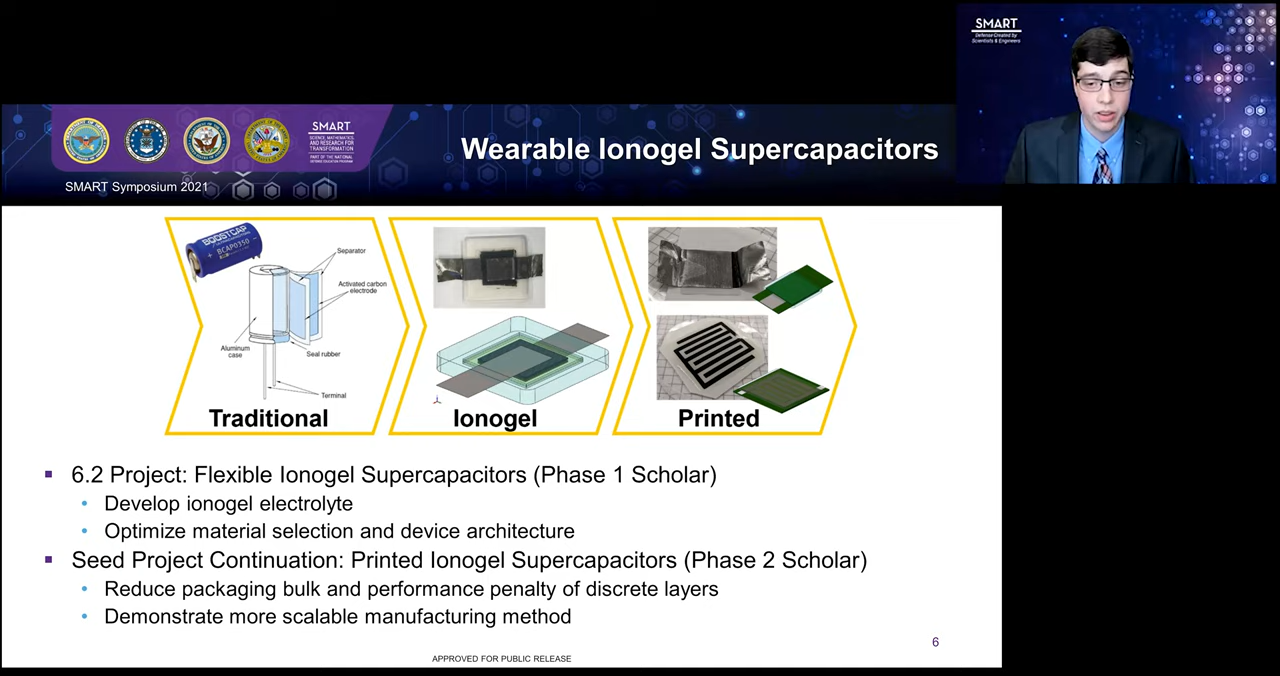 SMART
Defense Created by
Scientists & Engineers
SMART
SCIENCE, MATHEMATICS,
AND RESEARCH FOR
TRANSFORMATION
PART OF THE NATIONAL
DEFENSE EDUCATION PROGRAM
Wearable Ionogel Supercapacitors
SMART Symposium 2021
BOOSTCAP
BCAP0350
Separator
Activated carbon
electrode
Aluminum
case
Seal rubber
Terminal
Traditional
Ionogel
Printed
6.2 Project: Flexible Ionogel Supercapacitors (Phase 1 Scholar)
• Develop ionogel electrolyte
• Optimize material selection and device architecture
Seed Project Continuation: Printed Ionogel Supercapacitors (Phase 2 Scholar)
• Reduce packaging bulk and performance penalty of discrete layers
• Demonstrate more scalable manufacturing method
6
APPROVED FOR PUBLIC RELEASE